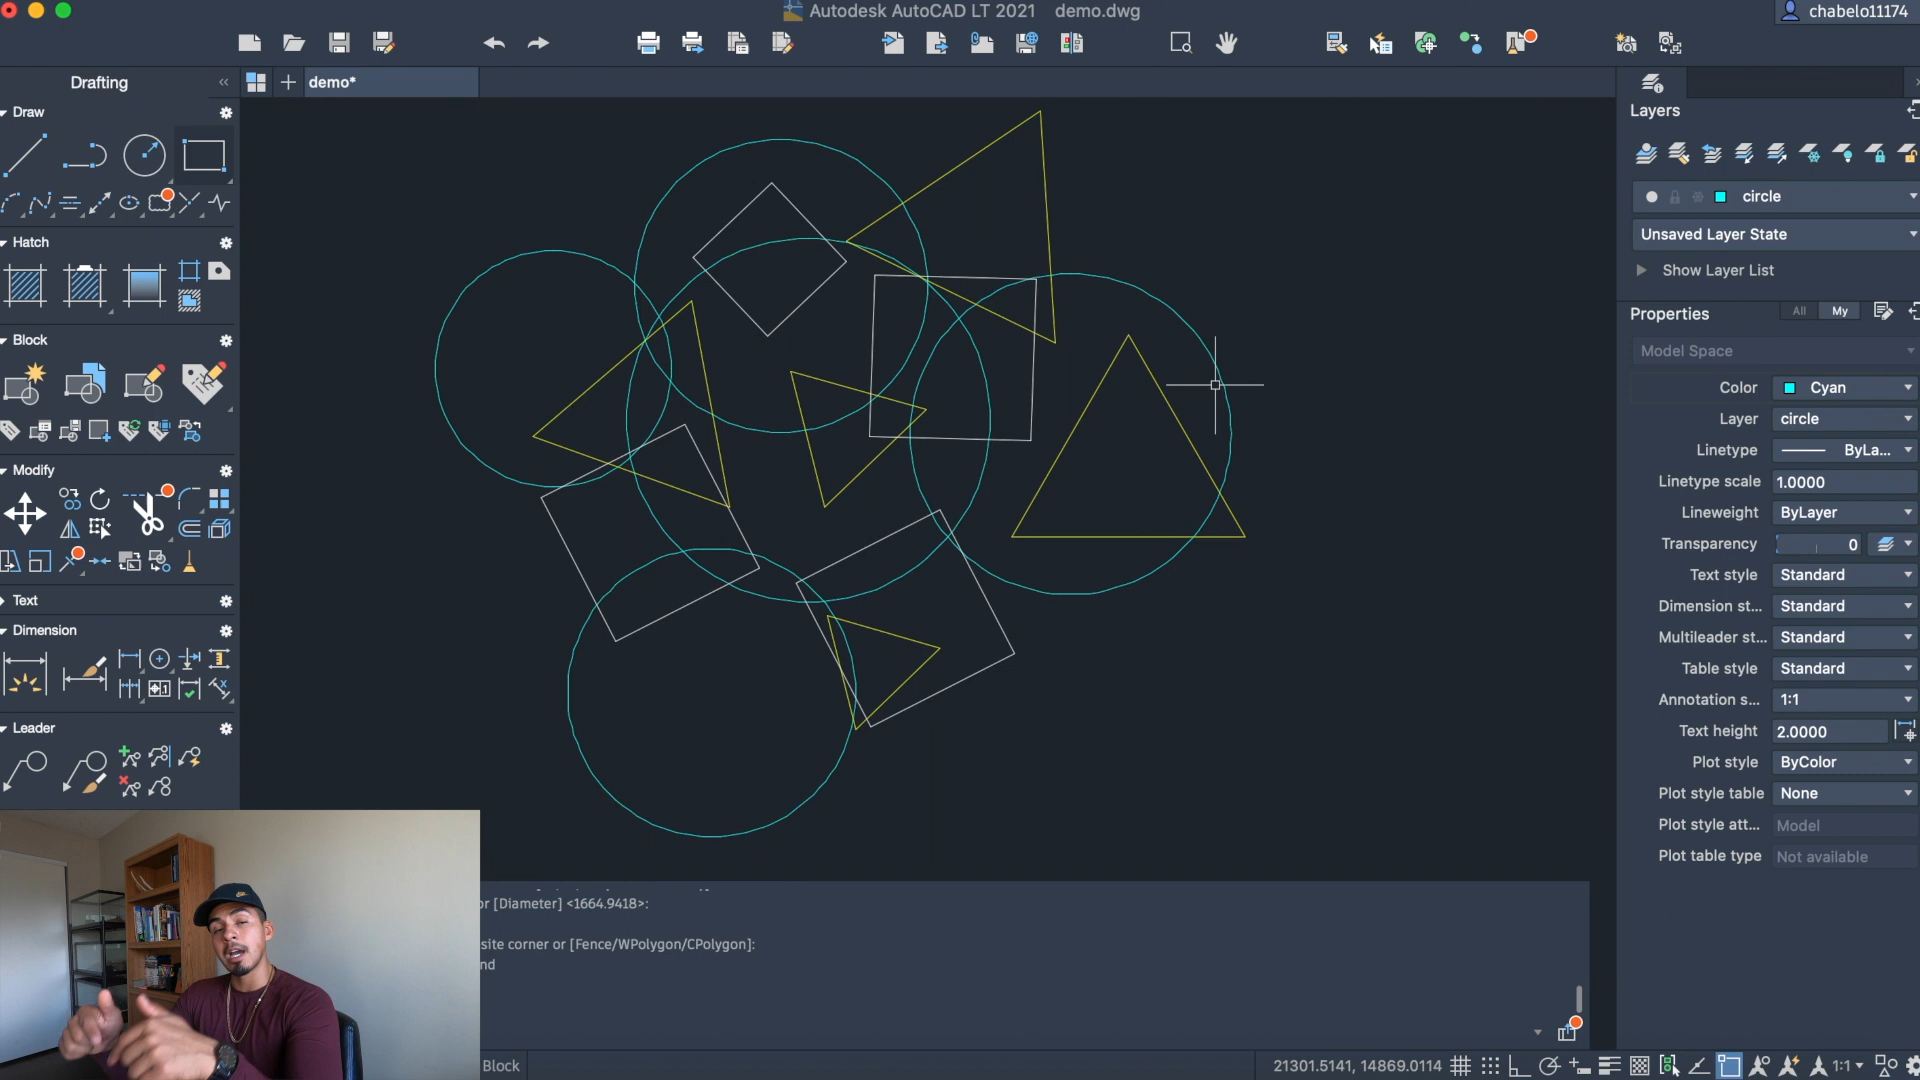 Autodesk AutoCAD LT 2021 demo.dwg
chabelo11174
Drafting
demo*
Draw
Hatch
Block
Modify
Text
Dimension
Leader
Layers
circle
Unsaved Layer State
Show Layer List
Properties
All
My
Model Space
Color Cyan
Layer circle
Linetype ByLa...
Linetype scale 1.0000
Lineweight ByLayer
Transparency 0
Text style Standard
Dimension st... Standard
Multileader st... Standard
Table style Standard
Annotation s... 1:1
Text height 2.0000
Plot style ByColor
Plot style table None
Plot style att... Model
Plot table type Not available
or [Diameter] <1664.9418>:
site corner or [Fence/WPolygon/CPolygon]:
nd
Block
21301.5141, 14869.0114
1:1